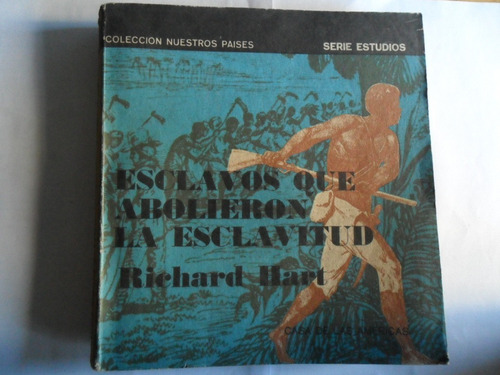 COLECCION NUESTROS PAISES SERIE ESTUDIOS
ESCLAVOS QUE
ABOLIERON
LA ESCLAVITUD
Richard Hart
CASA DE LAS AMERICAS